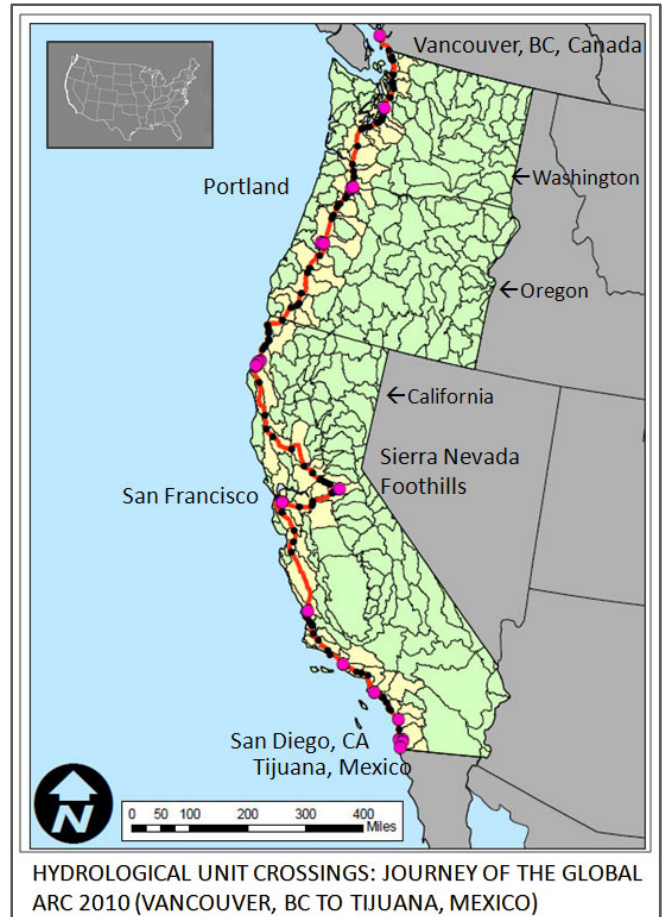 Vancouver, BC, Canada
Portland
←Washington
←Oregon
←California
Sierra Nevada
Foothills
San Francisco
San Diego, CA
Tijuana, Mexico
N
0 50 100 200 300 400
Miles
HYDROLOGICAL UNIT CROSSINGS: JOURNEY OF THE GLOBAL
ARC 2010 (VANCOUVER, BC TO TIJUANA, MEXICO)